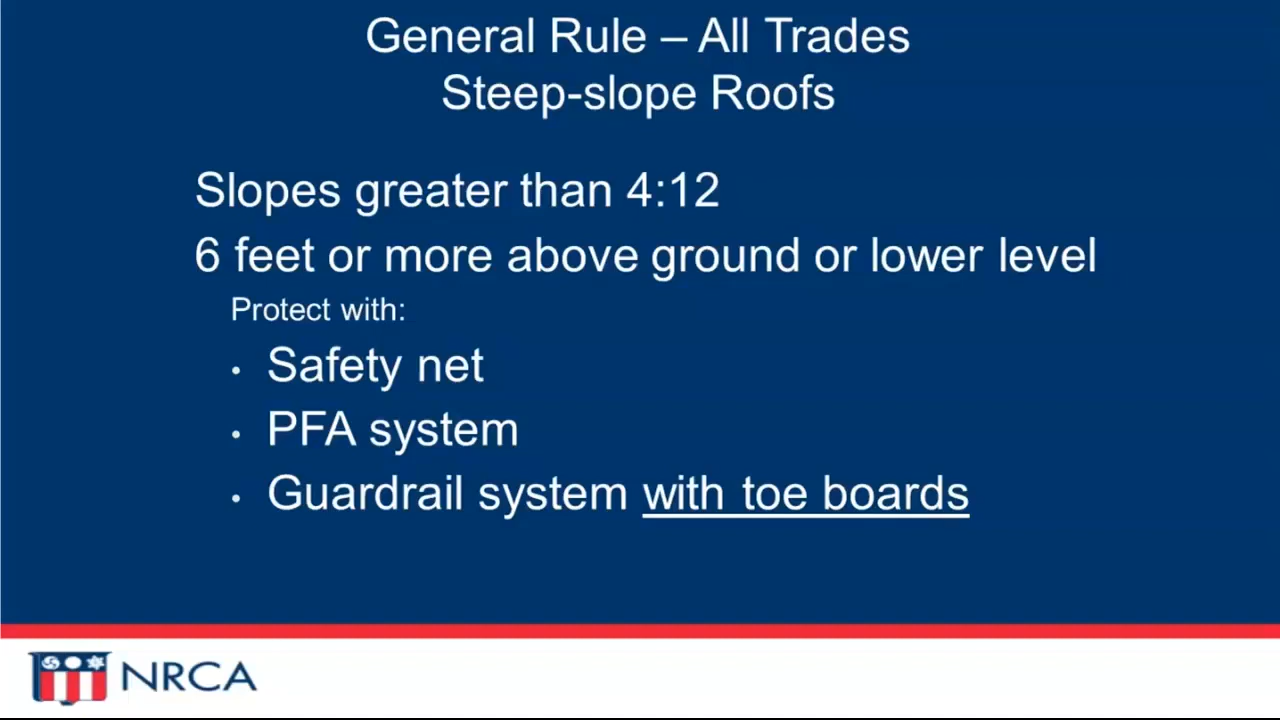 General Rule – All Trades
Steep-slope Roofs
Slopes greater than 4:12
6 feet or more above ground or lower level
Protect with:
• Safety net
• PFA system
• Guardrail system with toe boards
NRCA